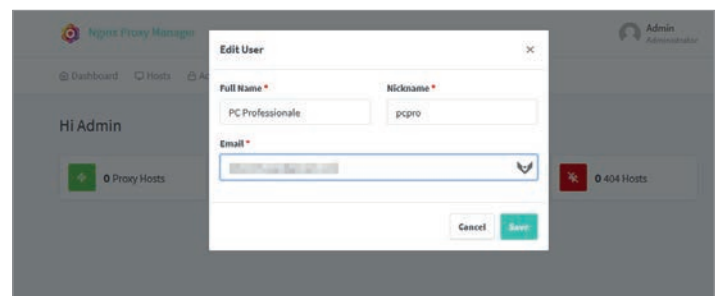 Nginx Proxy Manager
Admin
Administrator
Edit User
Dashboard Hosts
Full Name *
Nickname *
PC Professionale
pcpro
Hi Admin
Email *
0 Proxy Hosts
0 404 Hosts
Cancel
Save